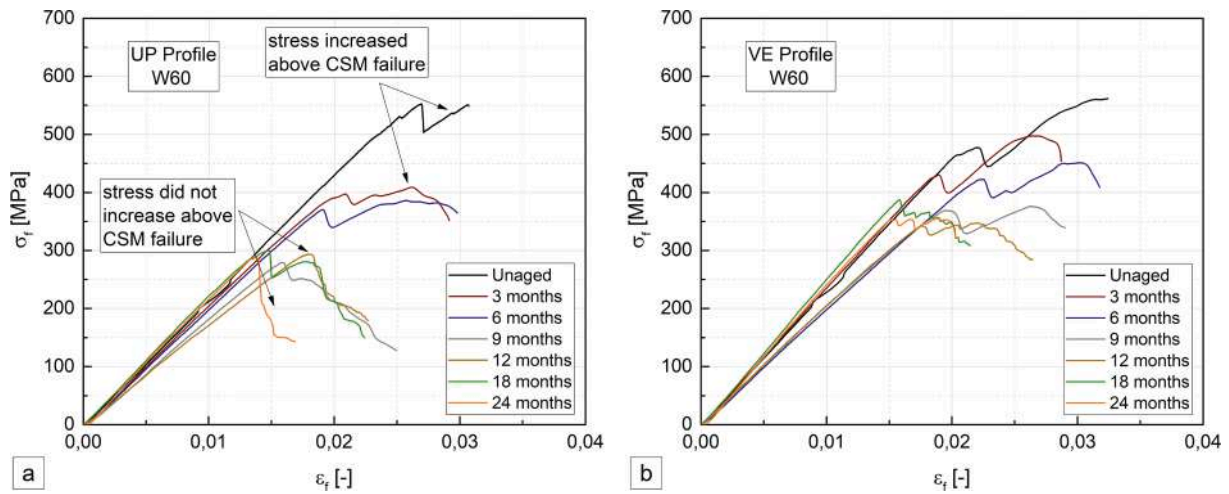 700
600
500
400
300
200
100
0
σf [MPa]
UP Profile
W60
stress increased
above CSM failure
stress did not
increase above
CSM failure
Unaged
3 months
6 months
9 months
12 months
18 months
24 months
0,00
0,01
0,02
0,03
0,04
εf [-]
a
700
600
500
400
300
200
100
0
σf [MPa]
VE Profile
W60
Unaged
3 months
6 months
9 months
12 months
18 months
24 months
0,00
0,01
0,02
0,03
0,04
εf [-]
b